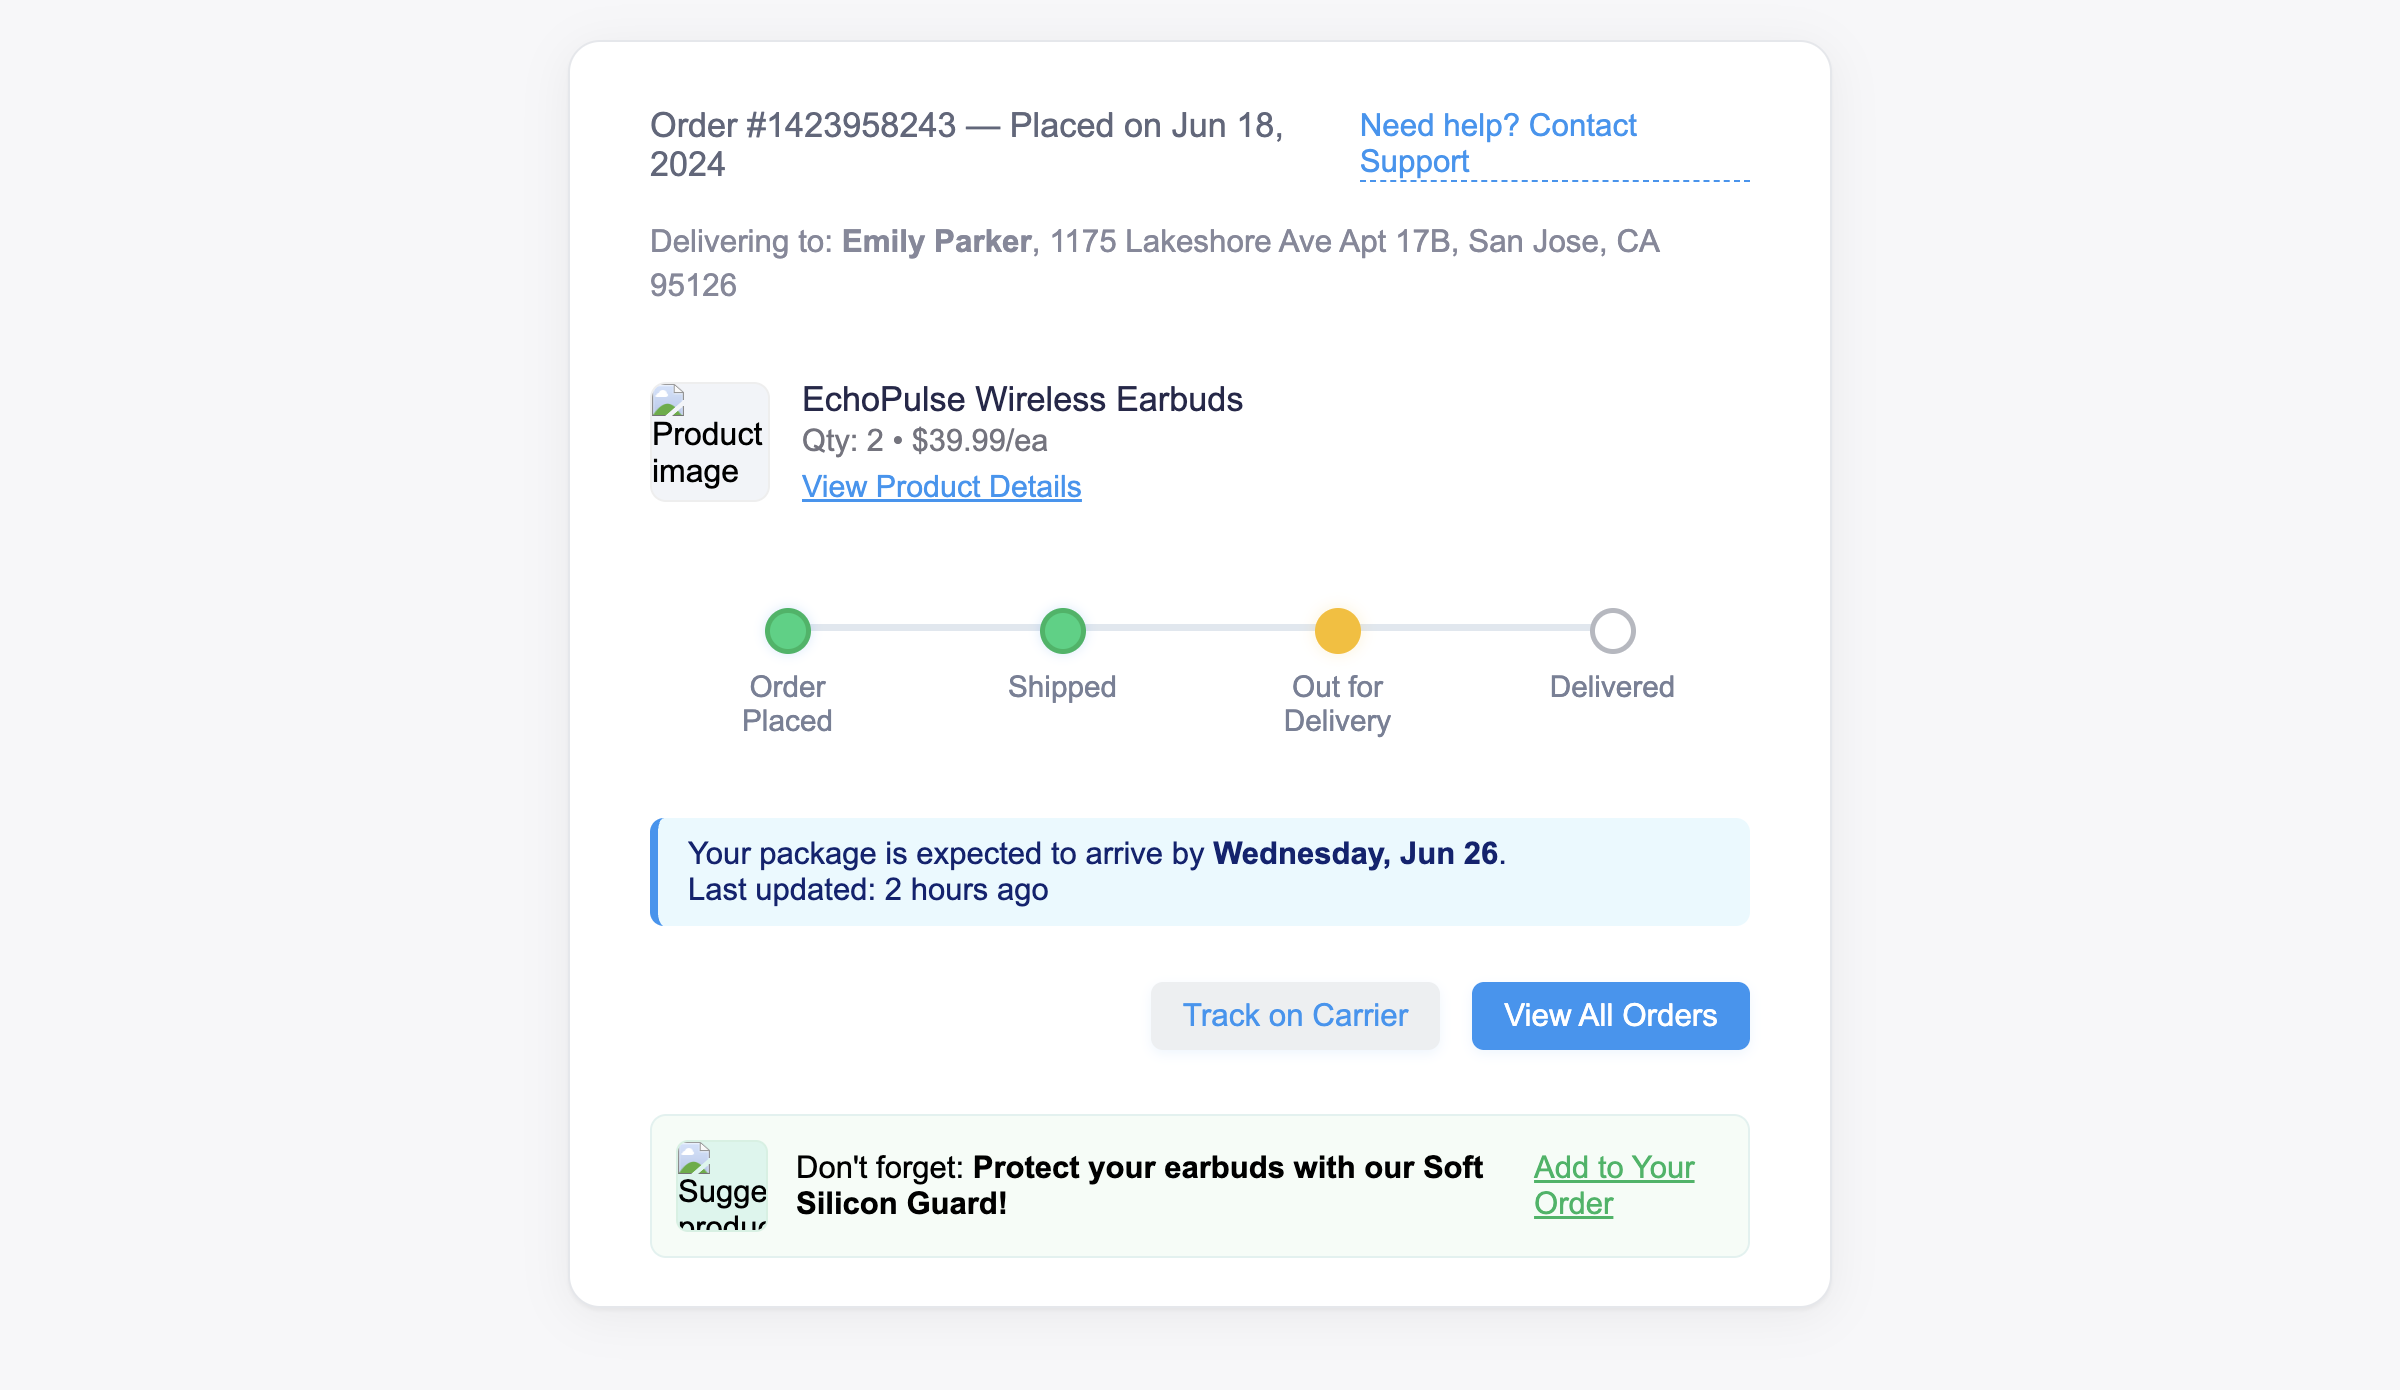 Order #1423958243 — Placed on Jun 18,
2024
Need help? Contact
Support
Delivering to: Emily Parker, 1175 Lakeshore Ave Apt 17B, San Jose, CA
95126
Product
image
EchoPulse Wireless Earbuds
Qty: 2 • $39.99/ea
View Product Details
Order
Placed
Shipped
Out for
Delivery
Delivered
Your package is expected to arrive by Wednesday, Jun 26.
Last updated: 2 hours ago
Track on Carrier
View All Orders
Sugge
produc
Don't forget: Protect your earbuds with our Soft
Silicon Guard!
Add to Your
Order